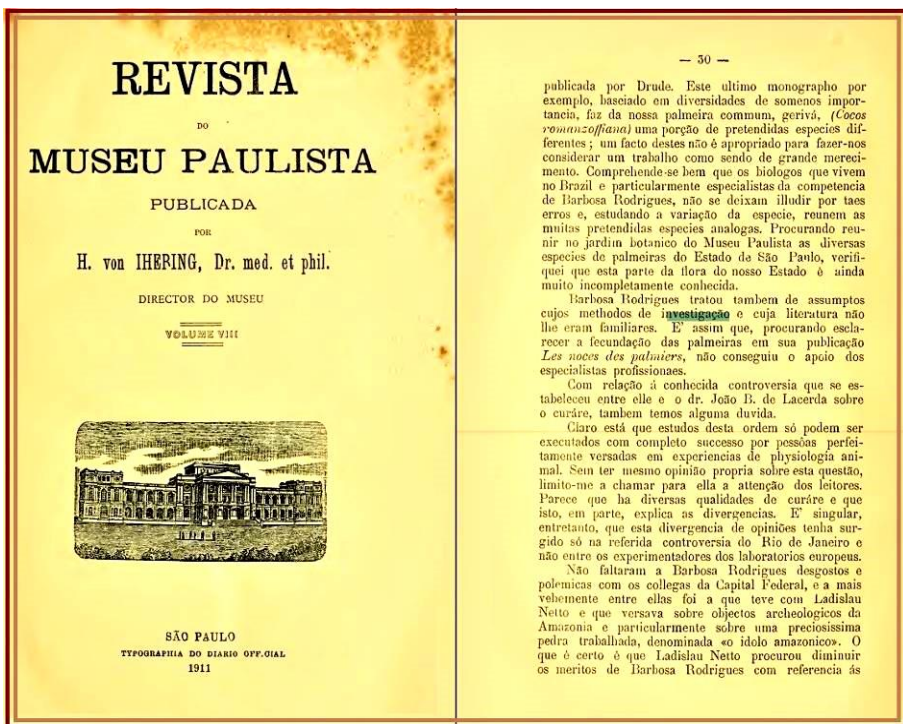 REVISTA
DO
MUSEU PAULISTA
PUBLICADA
POR
H. von IHERING, Dr. med. et phil.
DIRECTOR DO MUSEU
VOLUME VIII
SÃO PAULO
TYPOGRAPHIA DO DIARIO OFFICIAL
1911
— 30 —
publicada por Drude. Este ultimo monographo por
exemplo, baseiado em diversidades de somenos impor-
tancia, faz da nossa palmeira commum, gerivá, (Cocos
romanzoffiana) uma porção de pretendidas especies dif-
ferentes; um facto destes não é apropriado para fazer-nos
considerar um trabalho como sendo de grande mereci-
mento. Comprehende-se bem que os biologos que vivem
no Brazil e particularmente especialistas da competencia
de Barbosa Rodrigues, não se deixam illudir por taes
erros e, estudando a variação da especie, reunem as
muitas pretendidas especies analogas. Procurando reu-
nir no jardim botanico do Museu Paulista as diversas
especies de palmeiras do Estado de São Paulo, verifi-
quei que esta parte da flora do nosso Estado é ainda
muito incompletamente conhecida.
Barbosa Rodrigues tratou tambem de assumptos
cujos methodos de investigação e cuja literatura não
lhe eram familiares. E' assim que, procurando escla-
recer a fecundação das palmeiras em sua publicação
Les noces des palmiers, não conseguiu o apoio dos
especialistas profissionaes.
Com relação á conhecida controversia que se es-
tabeleceu entre elle e o dr. João B. de Lacerda sobre
o curáre, tambem temos alguma duvida.
Claro está que estudos desta ordem só podem ser
executados com completo successo por pessôas perfei-
tamente versadas em experiencias de physiologia ani-
mal. Sem ter mesmo opinião propria sobre esta questão,
limito-me a chamar para ella a attenção dos leitores.
Parece que ha diversas qualidades de curáre e que
isto, em parte, explica as divergencias. E' singular,
entretanto, que esta divergencia de opiniões tenha sur-
gido só na referida controversia do Rio de Janeiro e
não entre os experimentadores dos laboratorios europeus.
Não faltaram a Barbosa Rodrigues desgostos e
polemicas com os collegas da Capital Federal, e a mais
vehemente entre ellas foi a que teve com Ladislau
Netto e que versava sobre objectos archeologicos da
Amazonia e particularmente sobre uma preciosissima
pedra trabalhada, denominada «o idolo amazonico». O
que é certo é que Ladislau Netto procurou diminuir
os meritos de Barbosa Rodrigues com referencia ás